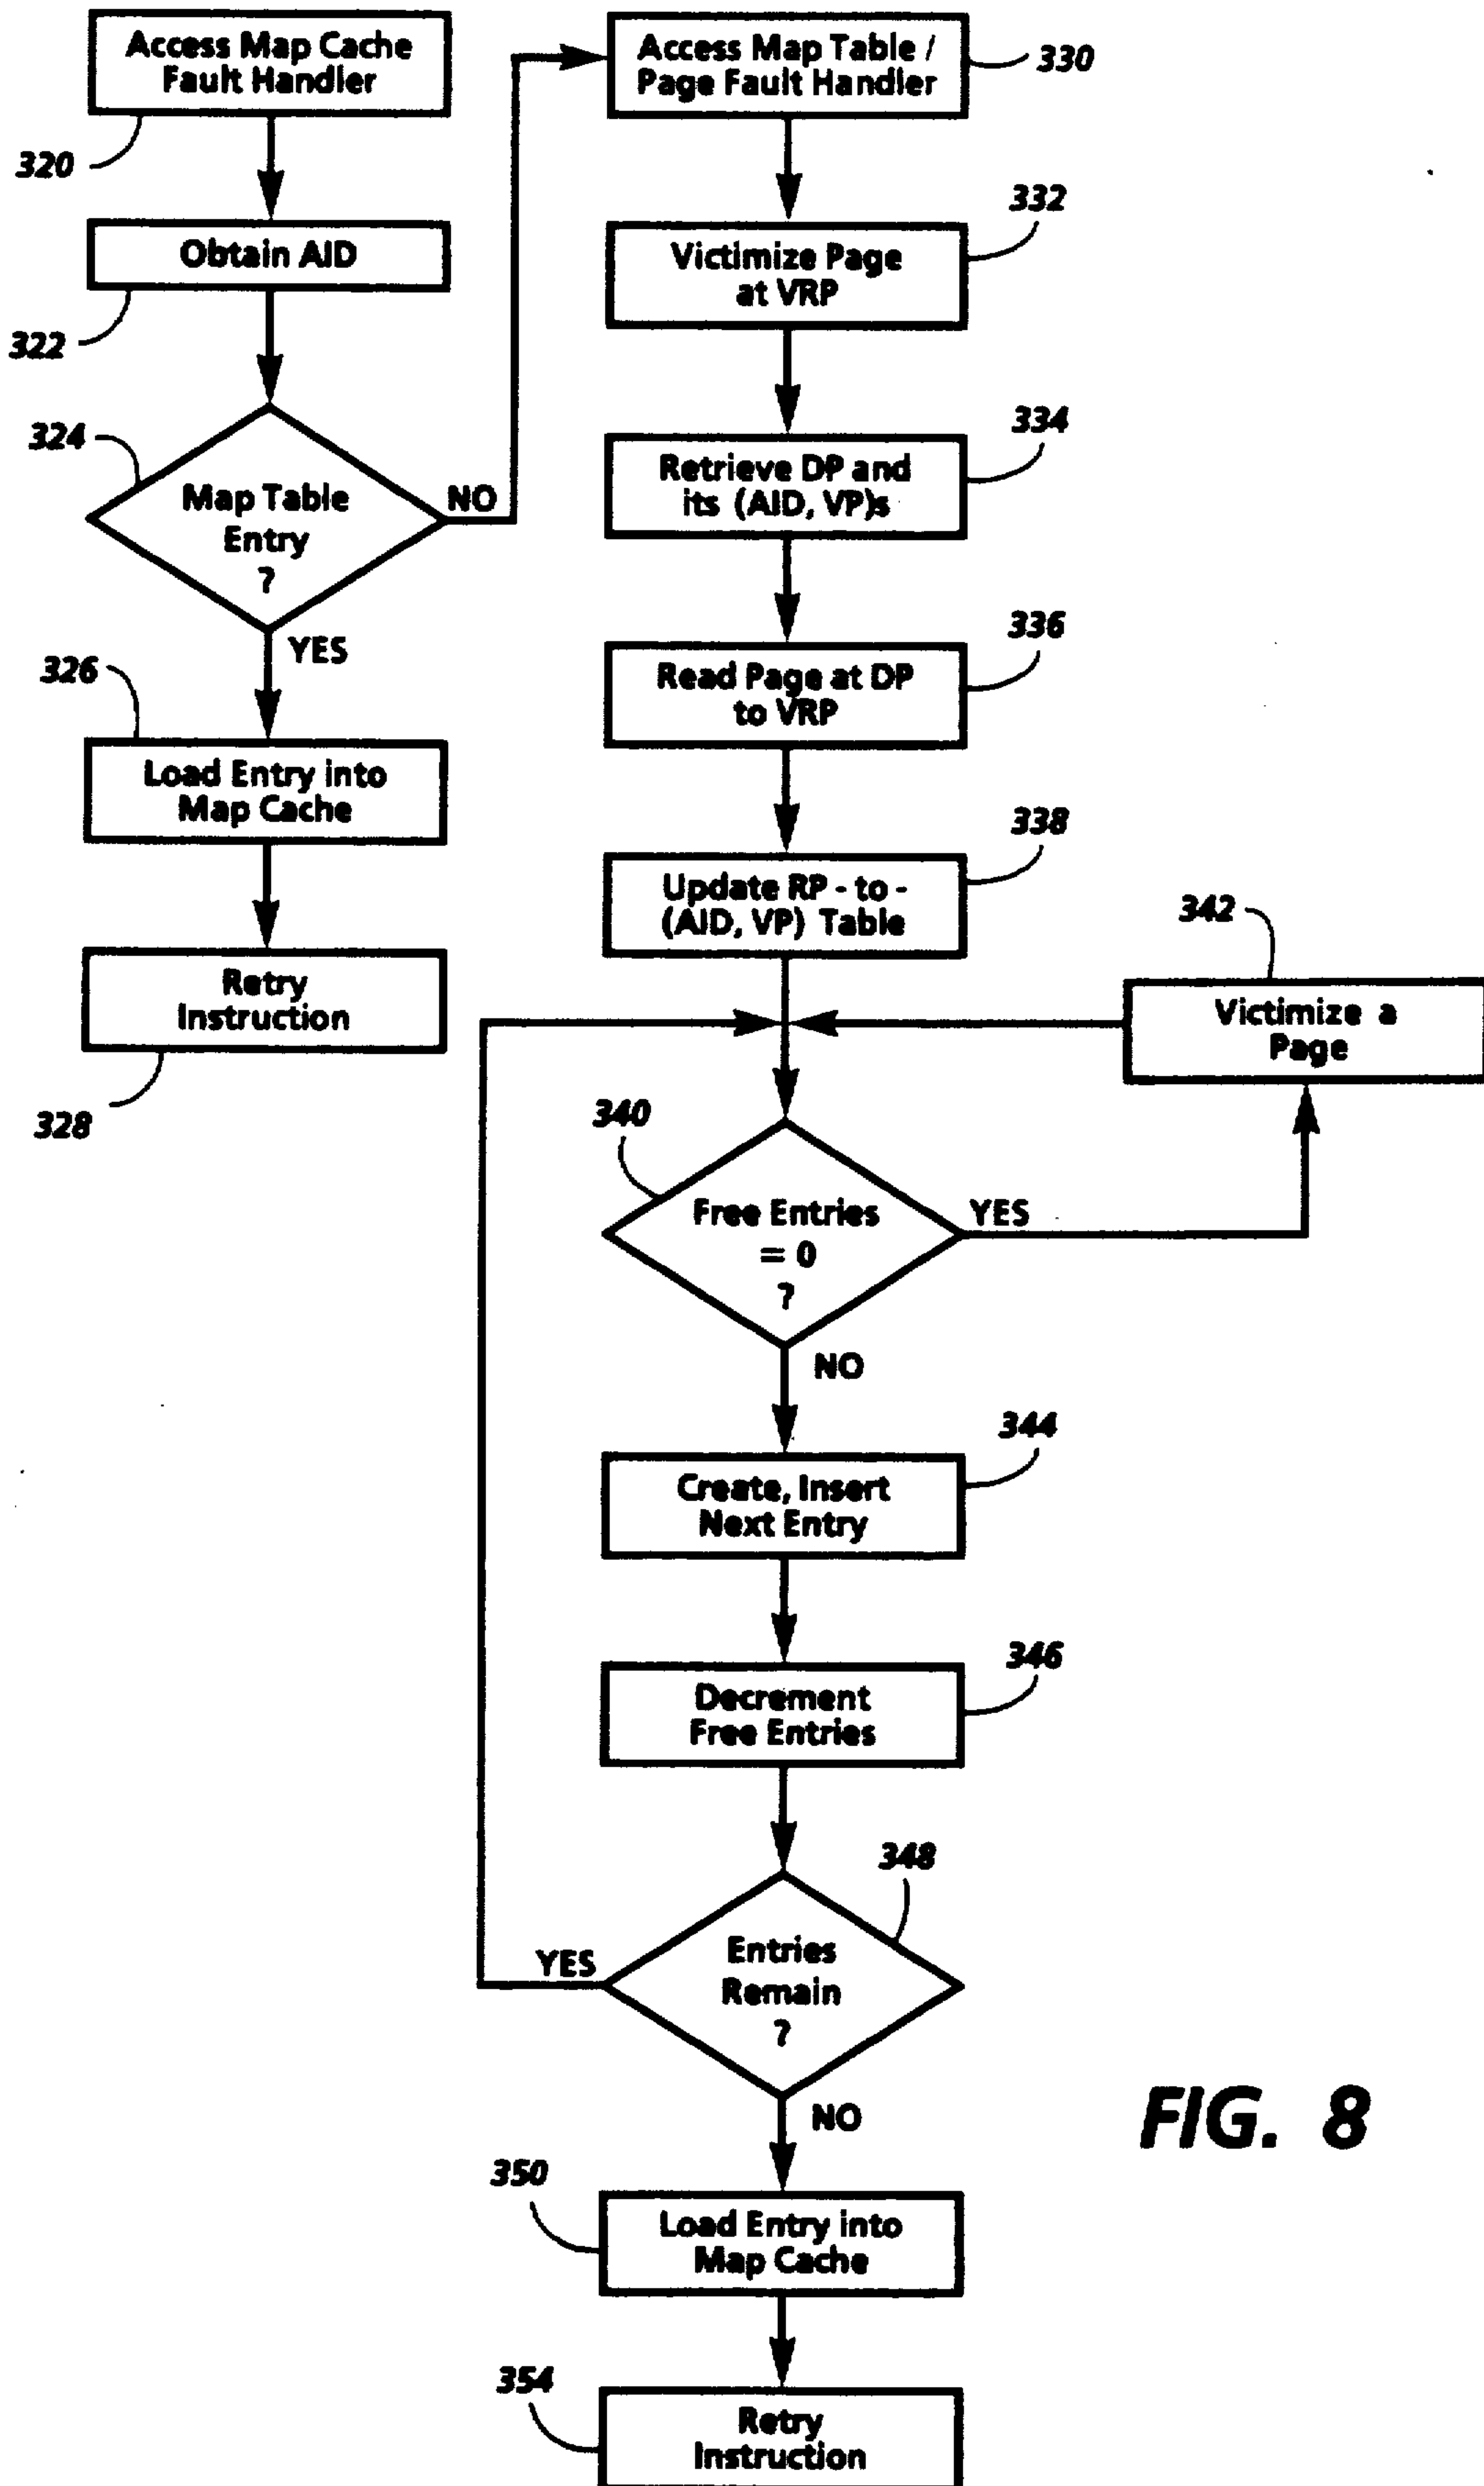 Access Map Cache
Fault Handler
320
Obtain AID
322
324
Map Table
Entry
?
NO
YES
326
Load Entry into
Map Cache
Retry
Instruction
328
Access Map Table /
Page Fault Handler
330
332
Victimize Page
at VRP
334
Retrieve DP and
its (AID, VP)s
336
Read Page at DP
to VRP
338
Update RP - to -
(AID, VP) Table
342
Victimize a
Page
340
Free Entries
= 0
?
YES
NO
344
Create, Insert
Next Entry
346
Decrement
Free Entries
348
YES
Entries
Remain
?
NO
350
Load Entry into
Map Cache
354
Retry
Instruction
FIG. 8